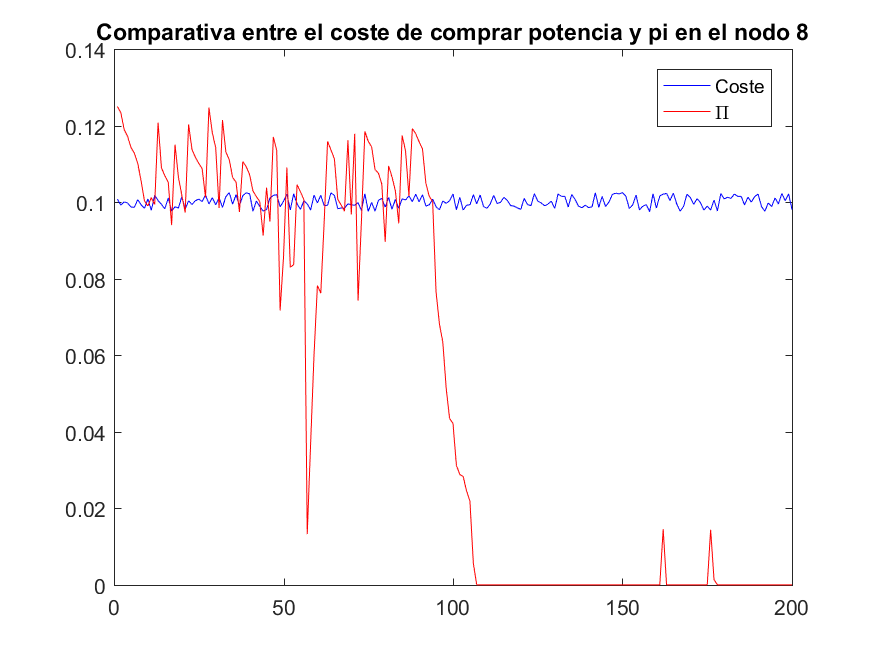 Comparativa entre el coste de comprar potencia y pi en el nodo 8
0.14
0.12
0.1
0.08
0.06
0.04
0.02
0
0 50 100 150 200
Coste
Π